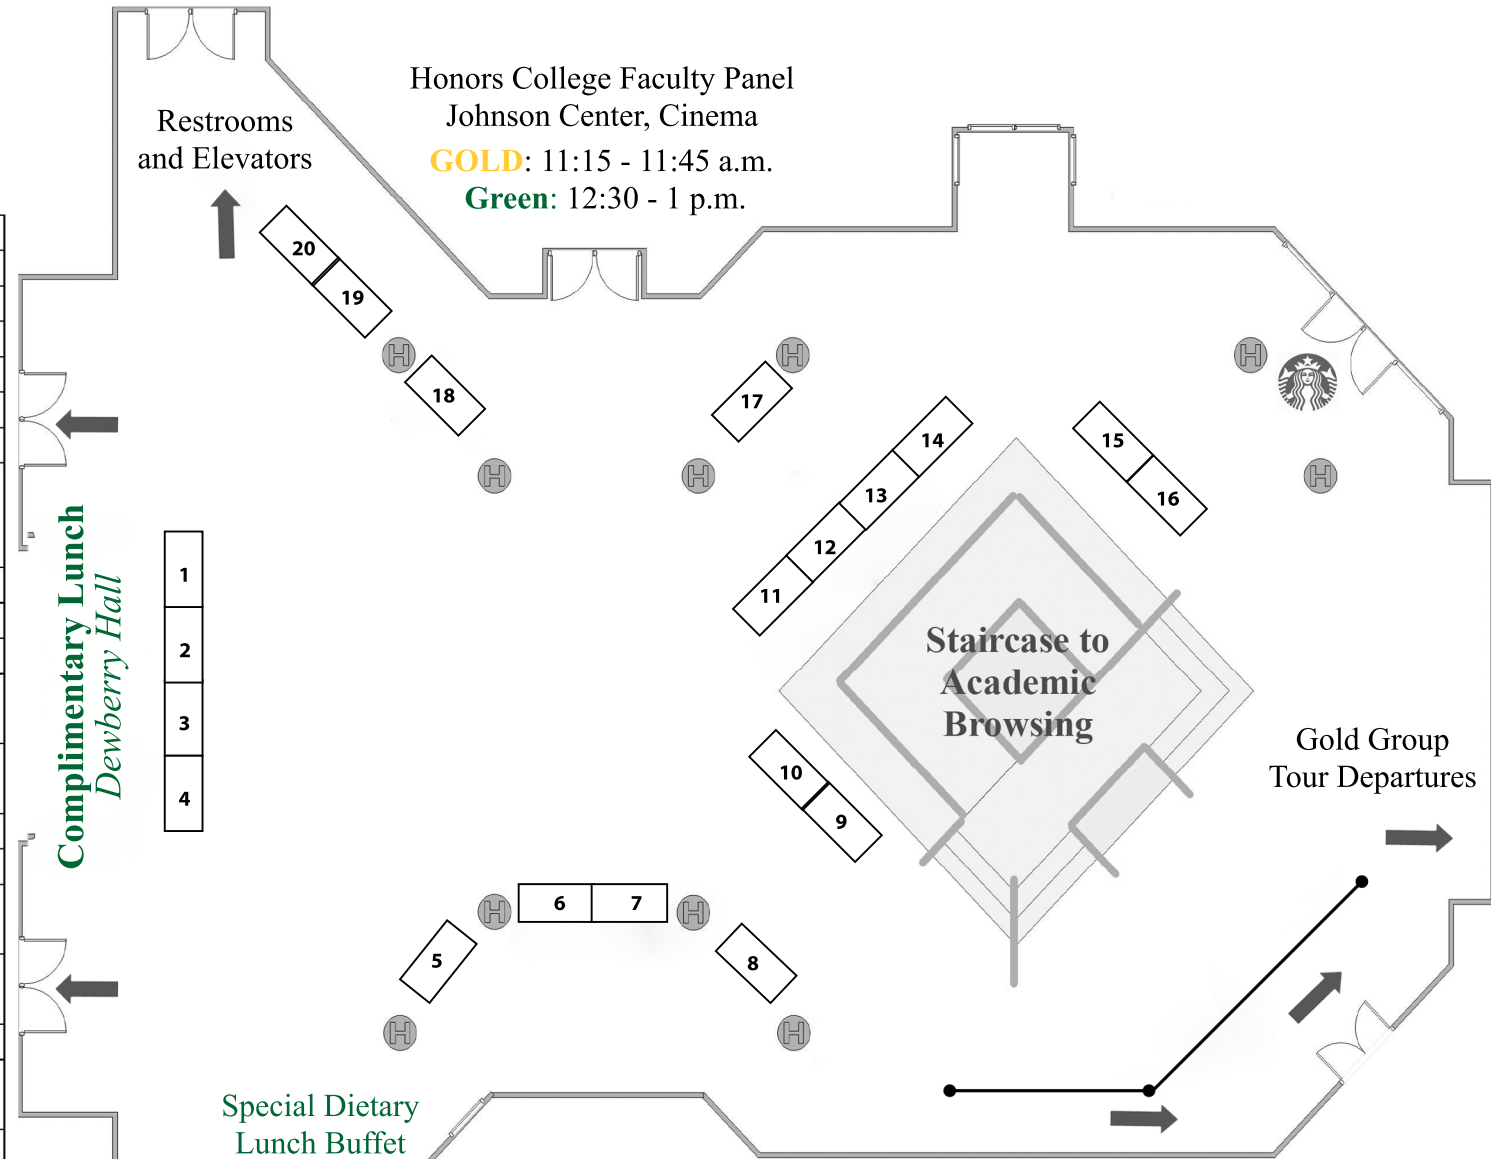 Honors College Faculty Panel
Johnson Center, Cinema
GOLD: 11:15 - 11:45 a.m.
Green: 12:30 - 1 p.m.
Restrooms
and Elevators
20
19
18
17
14
13
12
11
15
16
1
2
3
4
Complimentary Lunch
Dewberry Hall
Staircase to
Academic
Browsing
10
9
Gold Group
Tour Departures
6
7
5
8
H
H
H
H
H
H
H
H
H
H
Special Dietary
Lunch Buffet